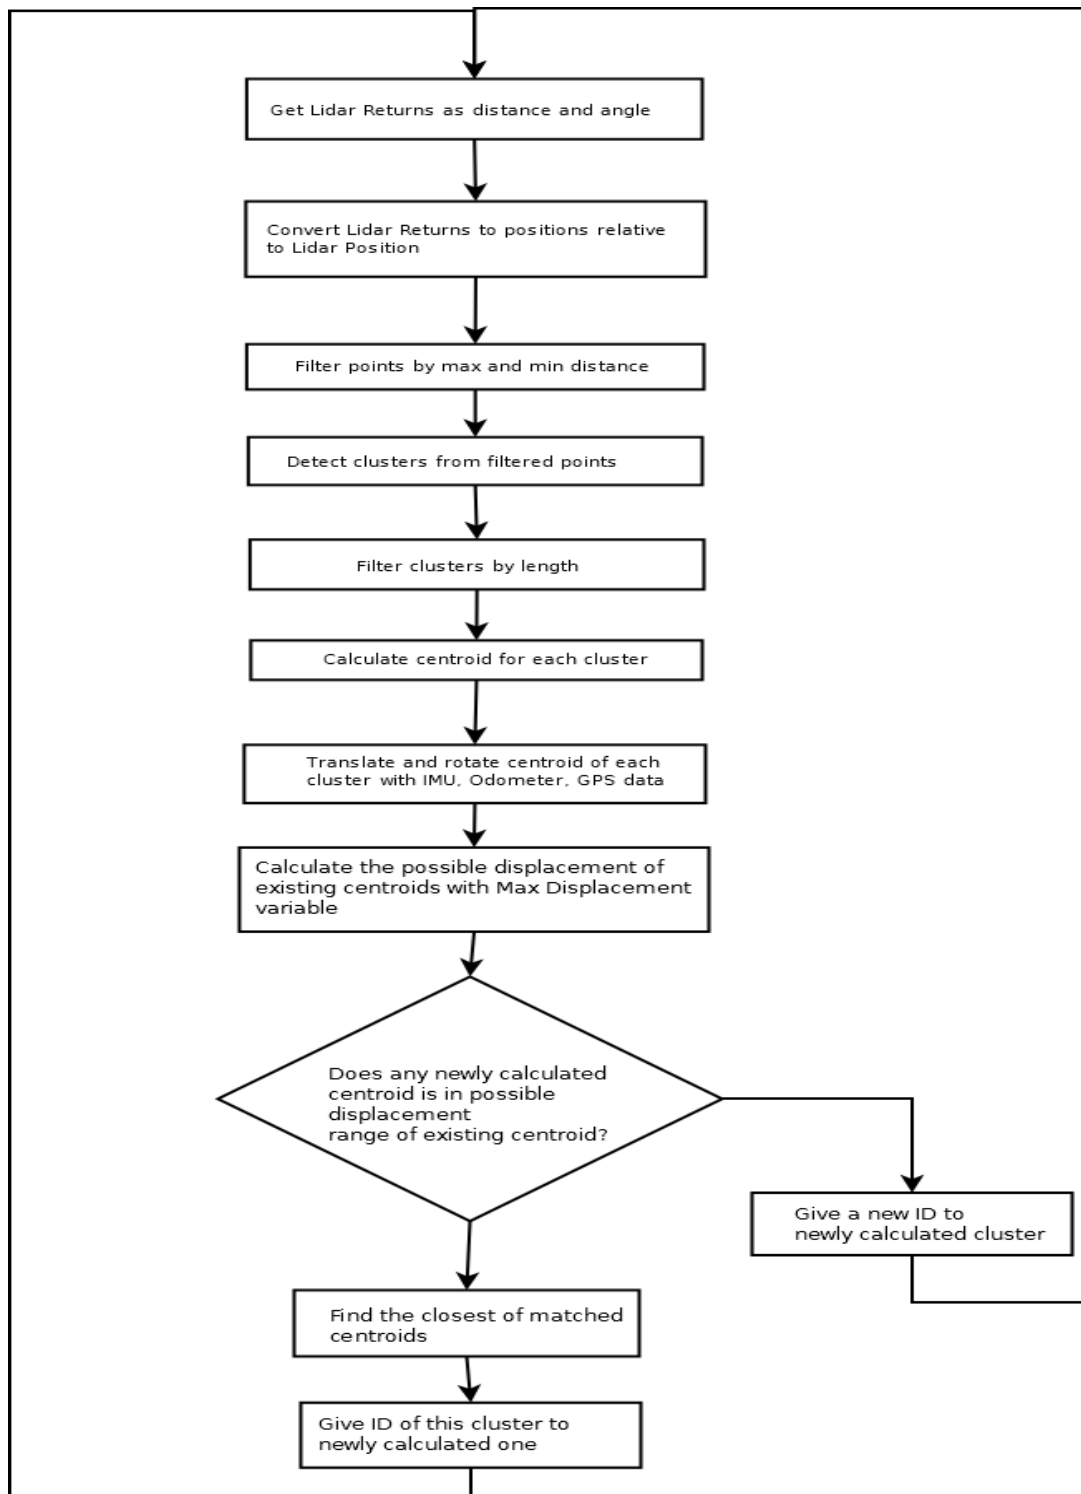 Get Lidar Returns as distance and angle
Convert Lidar Returns to positions relative
to Lidar Position
Filter points by max and min distance
Detect clusters from filtered points
Filter clusters by length
Calculate centroid for each cluster
Translate and rotate centroid of each
cluster with IMU, Odometer, GPS data
Calculate the possible displacement of
existing centroids with Max Displacement
variable
Does any newly calculated
centroid is in possible
displacement
range of existing centroid?
Give a new ID to
newly calculated cluster
Find the closest of matched
centroids
Give ID of this cluster to
newly calculated one